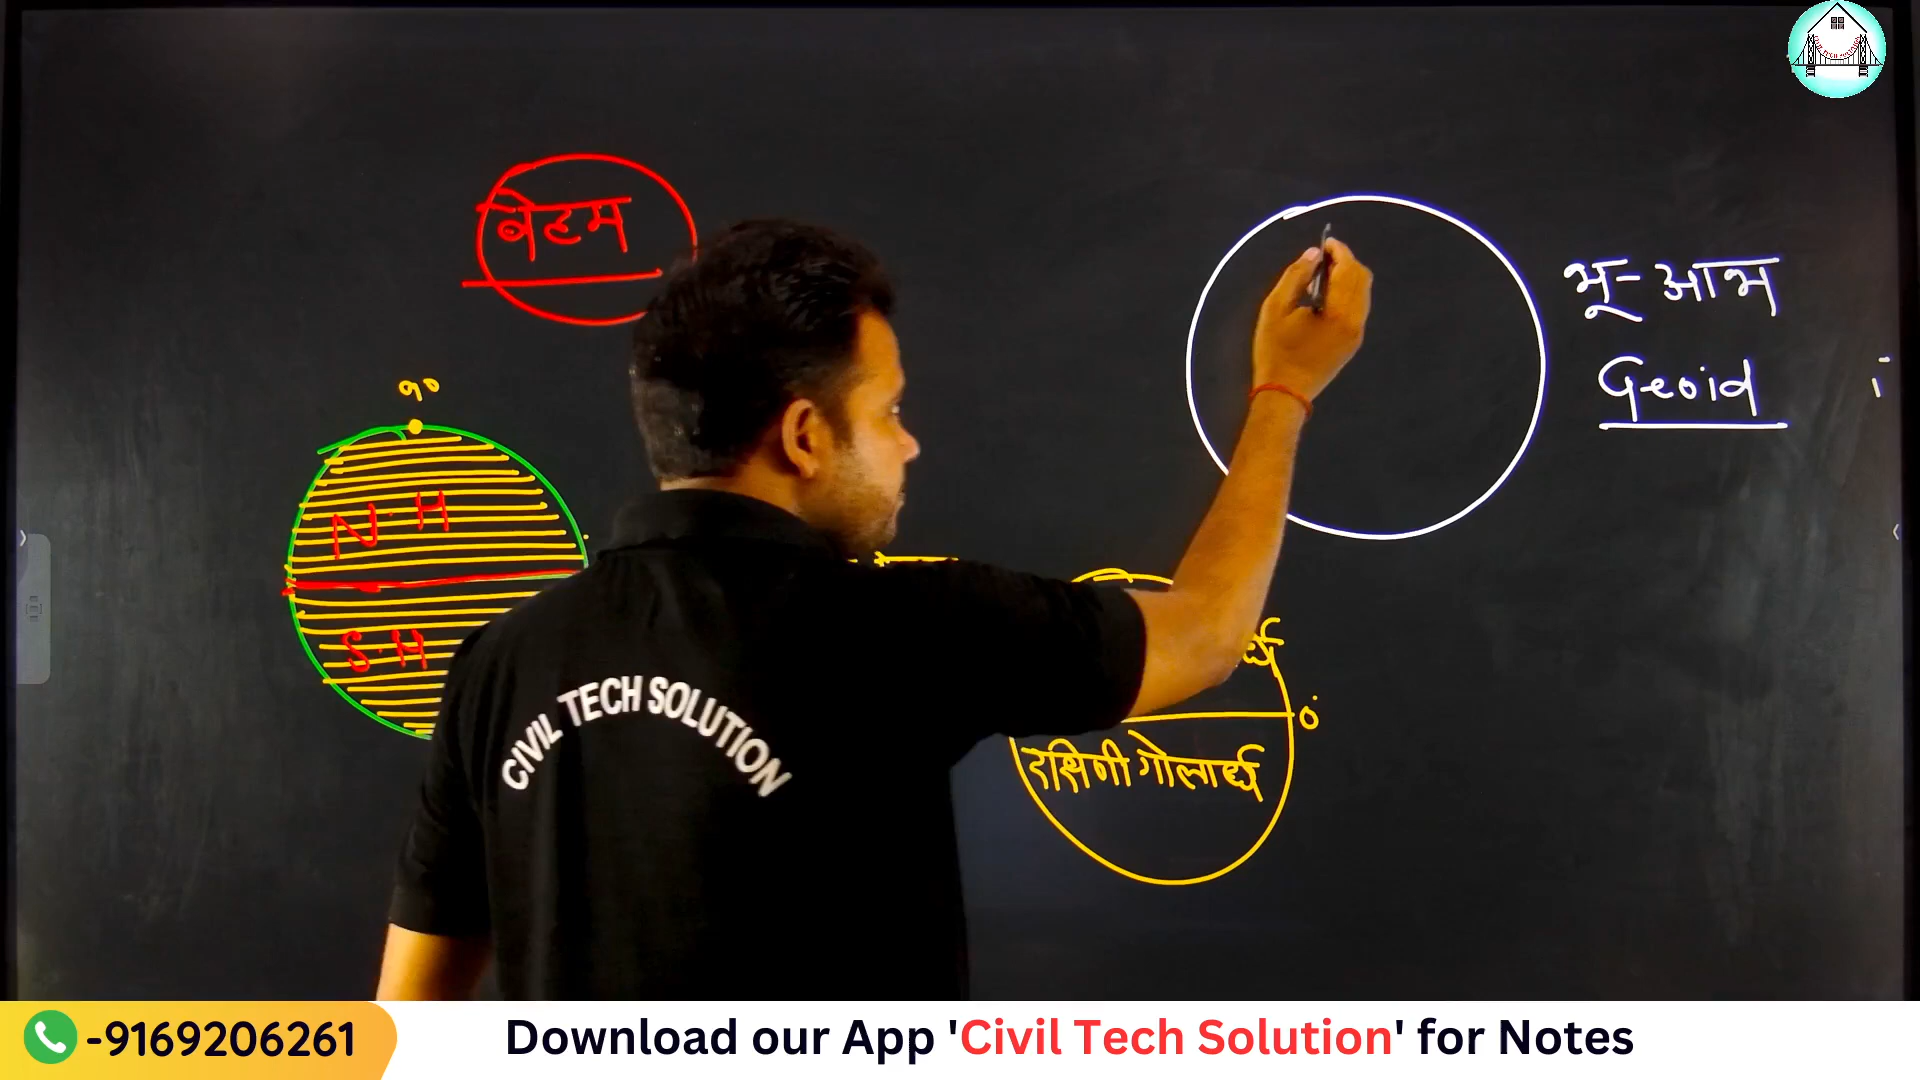 बेटम
९०
N.H
S.H
भू-आभ
Geoid
0°
दक्षिनी गोलार्द्ध
CIVIL TECH SOLUTION
-9169206261
Download our App 'Civil Tech Solution' for Notes